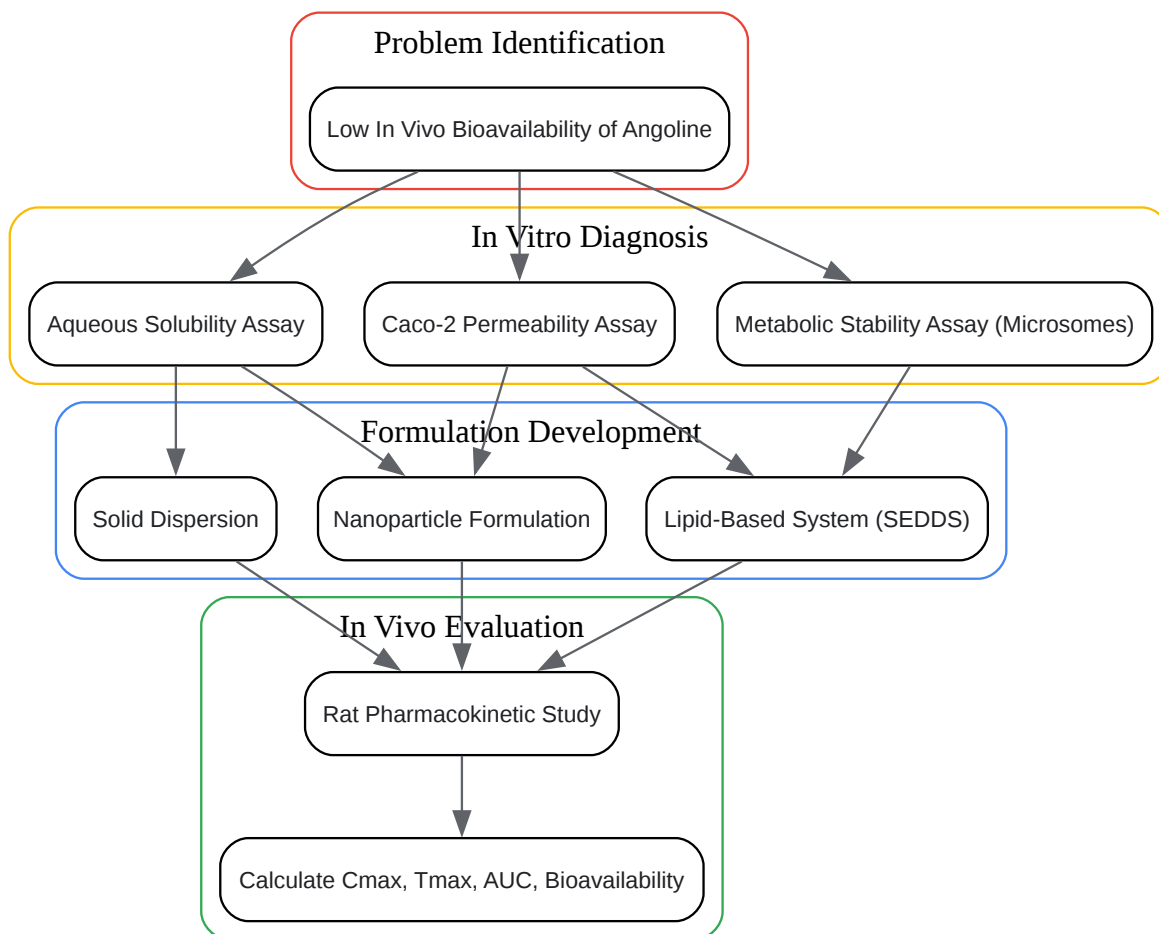 Problem Identification
Low In Vivo Bioavailability of Angoline
In Vitro Diagnosis
Aqueous Solubility Assay
Caco-2 Permeability Assay
Metabolic Stability Assay (Microsomes)
Formulation Development
Solid Dispersion
Nanoparticle Formulation
Lipid-Based System (SEDDS)
In Vivo Evaluation
Rat Pharmacokinetic Study
Calculate Cmax, Tmax, AUC, Bioavailability